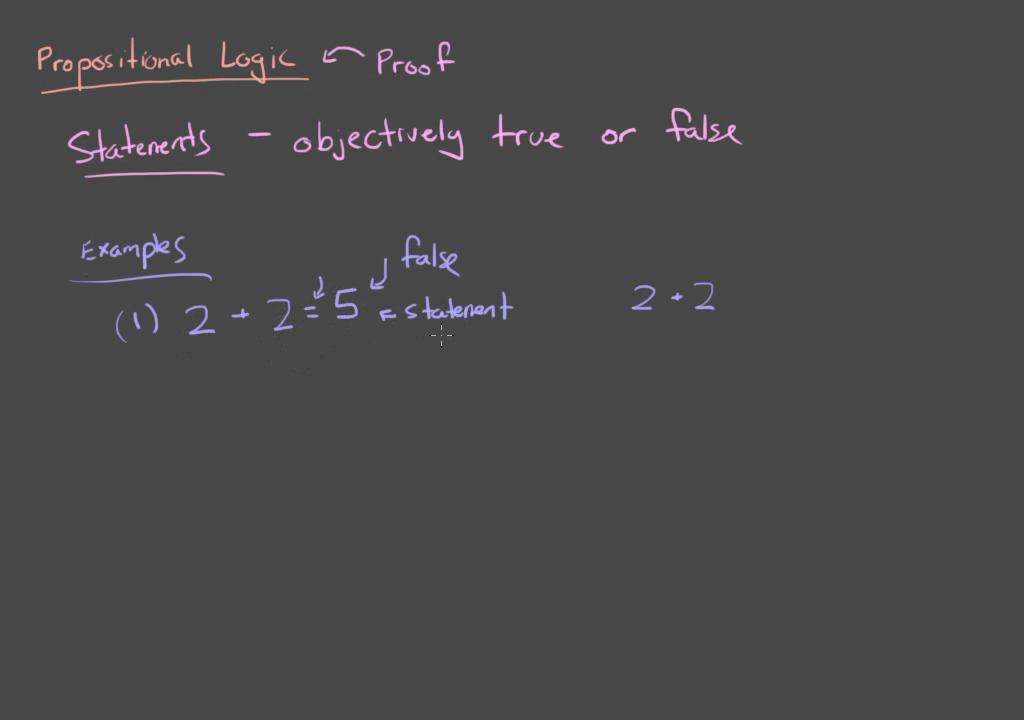 Propositional Logic ← Proof
Statements - objectively true or false
Examples
false
(1) 2 + 2 = 5 ← statement
2 + 2